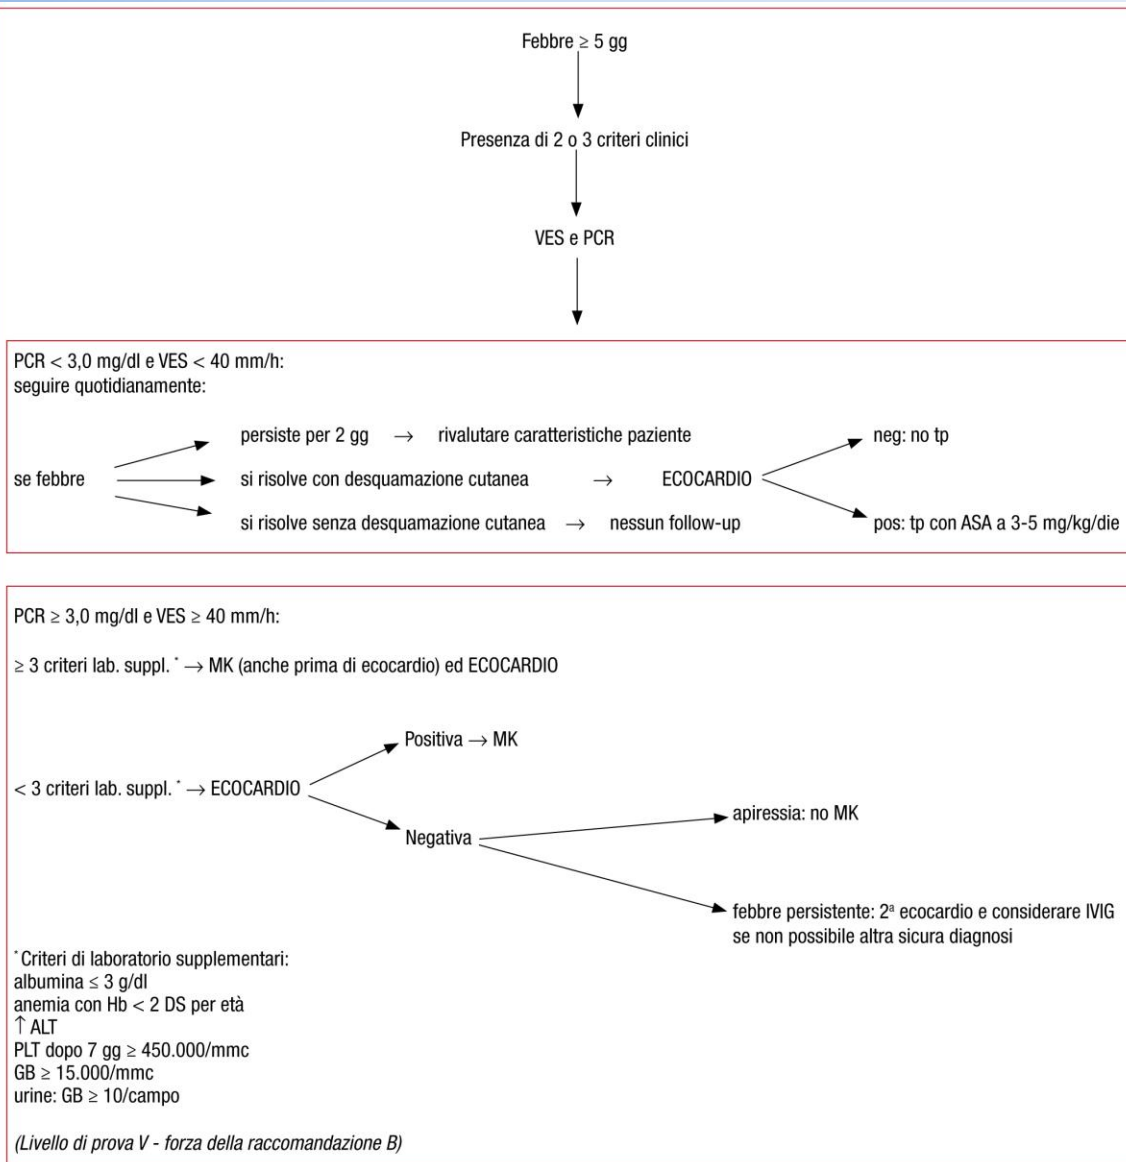 Febbre ≥ 5 gg
Presenza di 2 o 3 criteri clinici
VES e PCR
PCR < 3,0 mg/dl e VES < 40 mm/h:
seguire quotidianamente:
persiste per 2 gg → rivalutare caratteristiche paziente
neg: no tp
se febbre
si risolve con desquamazione cutanea → ECOCARDIO
si risolve senza desquamazione cutanea → nessun follow-up
pos: tp con ASA a 3-5 mg/kg/die
PCR ≥ 3,0 mg/dl e VES ≥ 40 mm/h:
≥ 3 criteri lab. suppl. * → MK (anche prima di ecocardio) ed ECOCARDIO
Positiva → MK
< 3 criteri lab. suppl. * → ECOCARDIO
Negativa
apiressia: no MK
febbre persistente: 2ª ecocardio e considerare IVIG
se non possibile altra sicura diagnosi
*Criteri di laboratorio supplementari:
albumina ≤ 3 g/dl
anemia con Hb < 2 DS per età
↑ ALT
PLT dopo 7 gg ≥ 450.000/mmc
GB ≥ 15.000/mmc
urine: GB ≥ 10/campo
(Livello di prova V - forza della raccomandazione B)